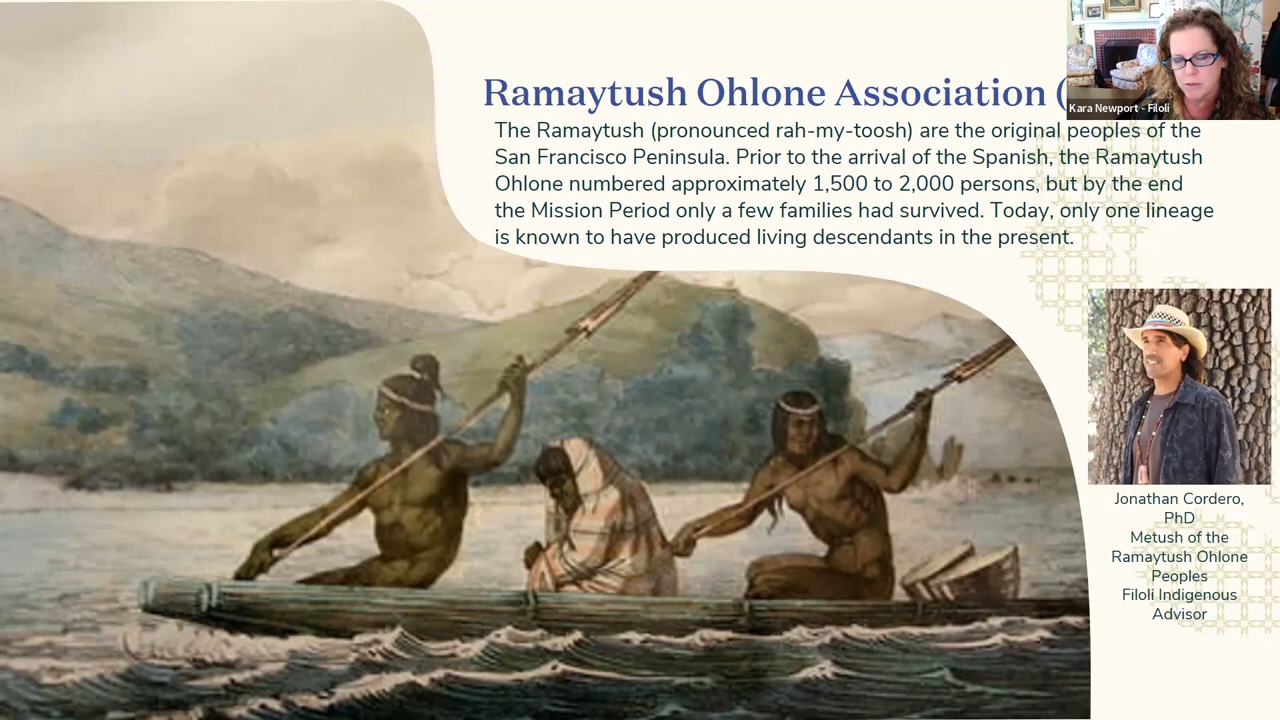 Ramaytush Ohlone Association (
Kara Newport - Filoli
The Ramaytush (pronounced rah-my-toosh) are the original peoples of the
San Francisco Peninsula. Prior to the arrival of the Spanish, the Ramaytush
Ohlone numbered approximately 1,500 to 2,000 persons, but by the end
the Mission Period only a few families had survived. Today, only one lineage
is known to have produced living descendants in the present.
Jonathan Cordero,
PhD
Metush of the
Ramaytush Ohlone
Peoples
Filoli Indigenous
Advisor